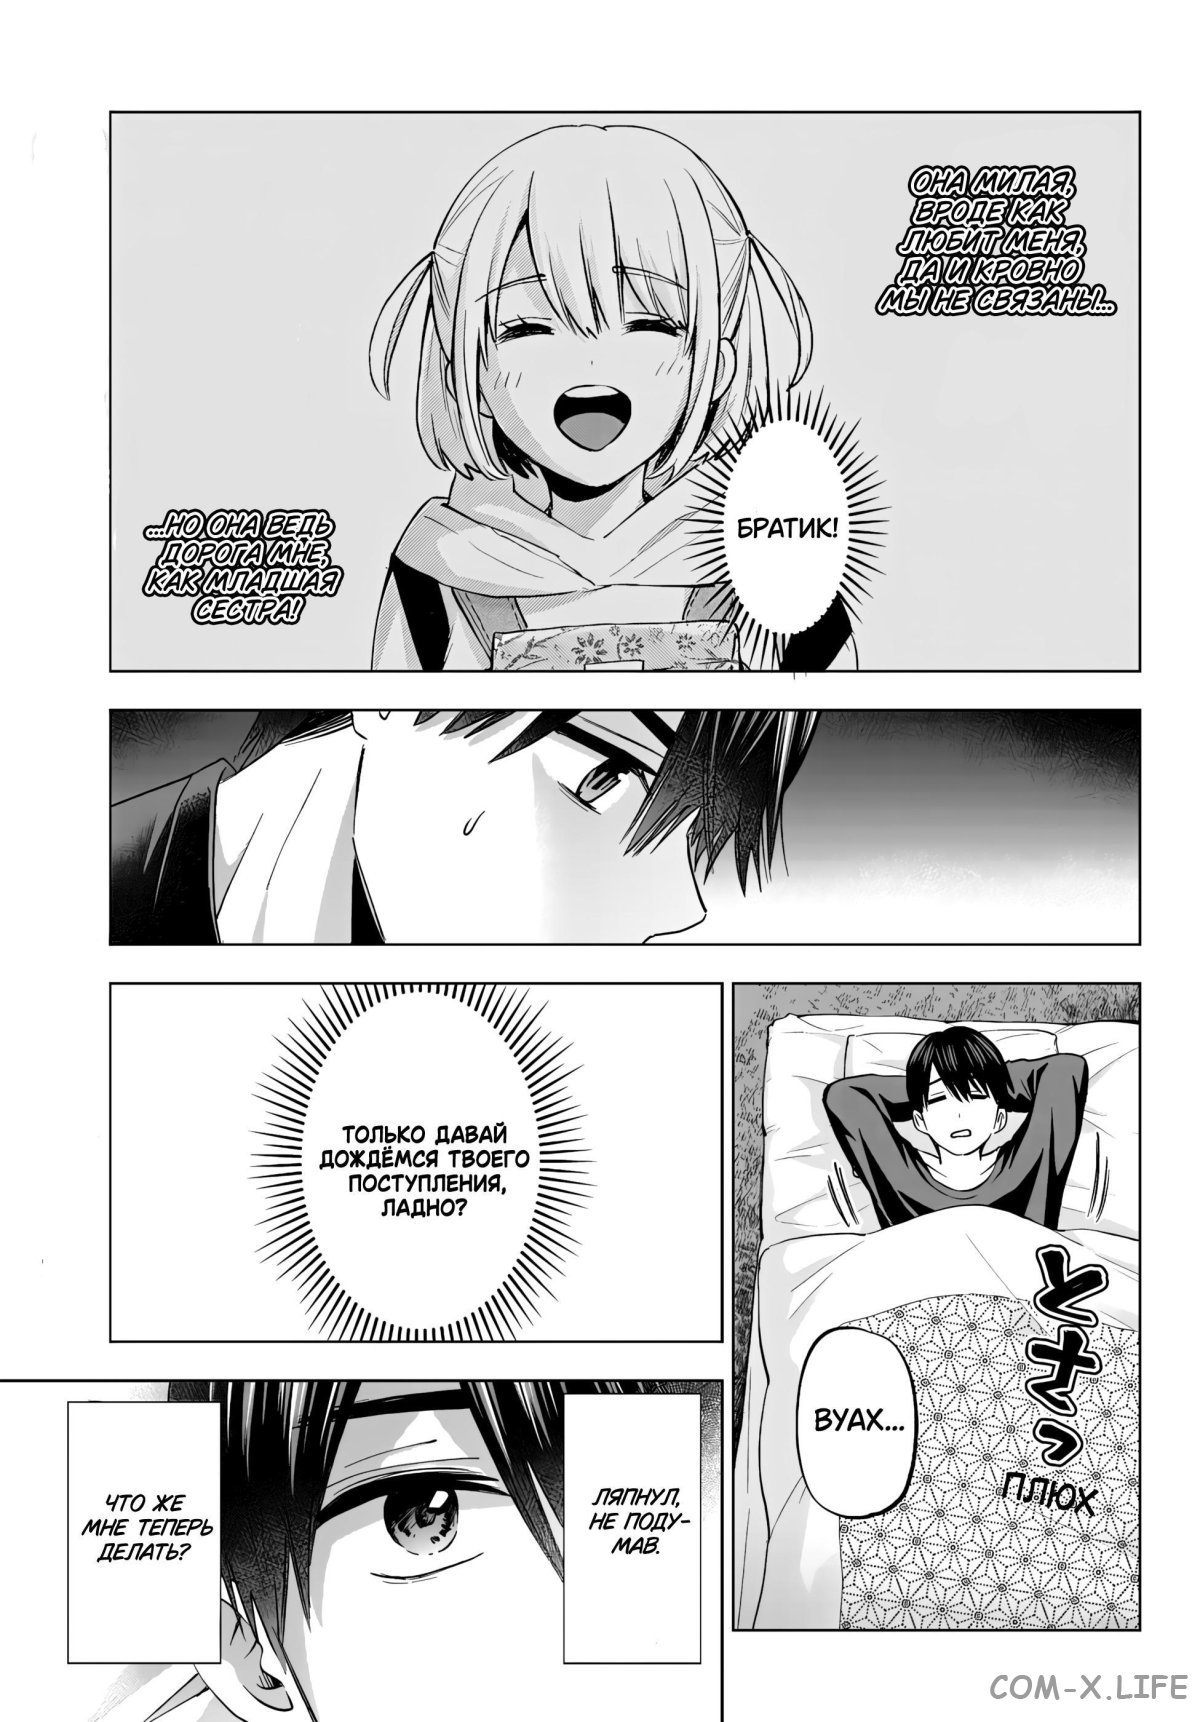 ОНА МИЛАЯ,
ВРОДЕ КАК
ЛЮБИТ МЕНЯ,
ДА И КРОВНО
МЫ НЕ СВЯЗАНЫ...
БРАТИК!
...НО ОНА ВЕДЬ
ДОРОГА МНЕ,
КАК МЛАДШАЯ
СЕСТРА!
とさっ
ПЛЮХ
ВУАХ...
ТОЛЬКО ДАВАЙ
ДОЖДЁМСЯ ТВОЕГО
ПОСТУПЛЕНИЯ,
ЛАДНО?
ЛЯПНУЛ,
НЕ ПОДУ-
МАВ.
ЧТО ЖЕ
МНЕ ТЕПЕРЬ
ДЕЛАТЬ?
COM-X.LIFE